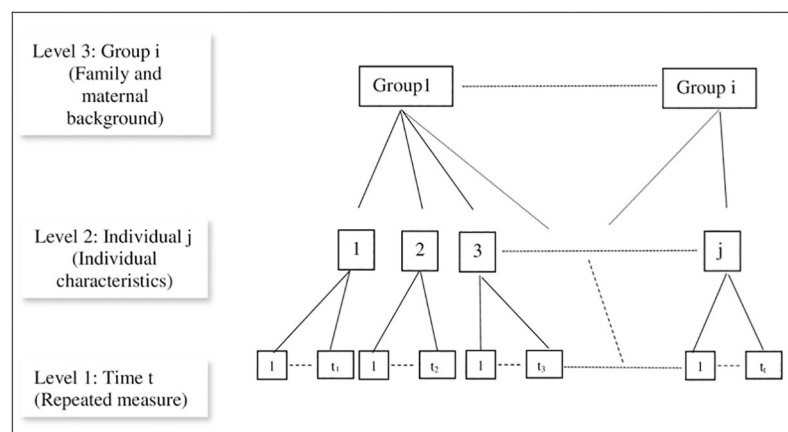 Level 3: Group i
(Family and
maternal
background)
Group1
Group i
Level 2: Individual j
(Individual
characteristics)
1
2
3
j
Level 1: Time t
(Repeated measure)
1
t₁
1
t₂
1
t₃
1
tₜ